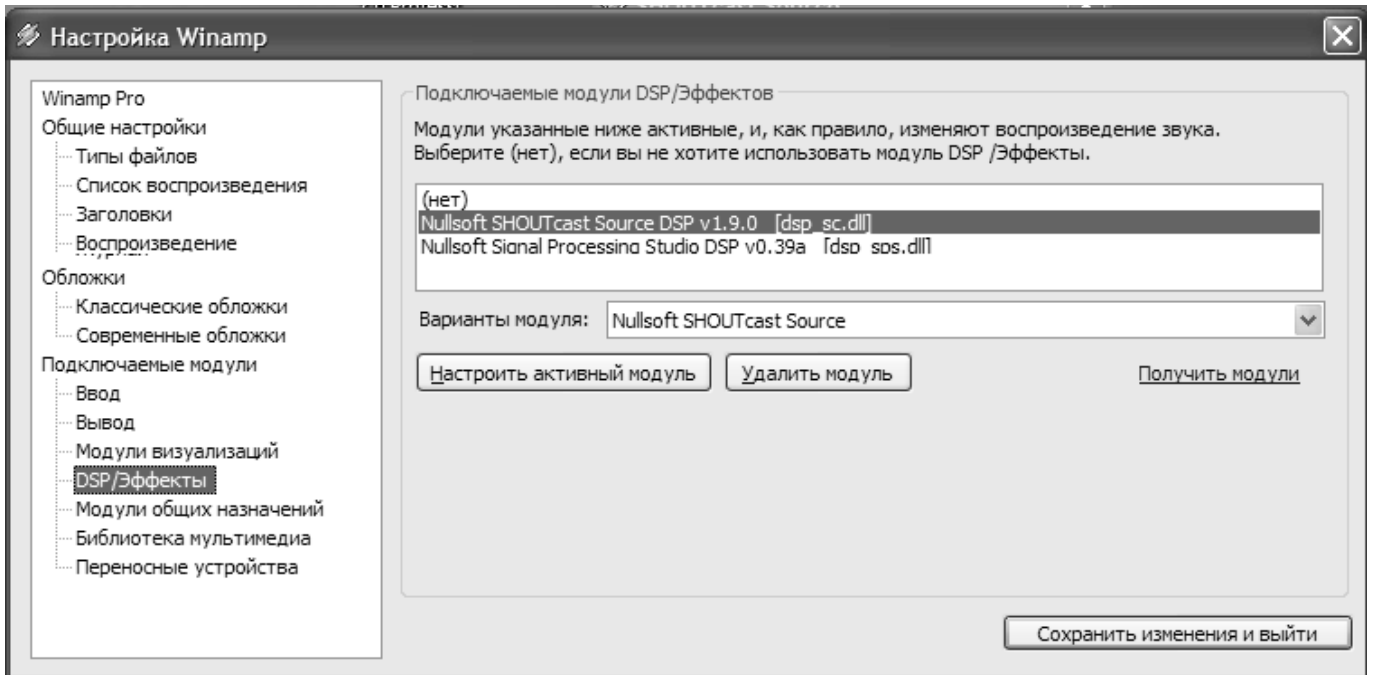 Настройка Winamp
Winamp Pro
Общие настройки
Типы файлов
Список воспроизведения
Заголовки
Воспроизведение
Обложки
Классические обложки
Современные обложки
Подключаемые модули
Ввод
Вывод
Модули визуализаций
DSP/Эффекты
Модули общих назначений
Библиотека мультимедиа
Переносные устройства
Подключаемые модули DSP/Эффектов
Модули указанные ниже активные, и, как правило, изменяют воспроизведение звука.
Выберите (нет), если вы не хотите использовать модуль DSP /Эффекты.
(нет)
Nullsoft SHOUTcast Source DSP v1.9.0 [dsp_sc.dll]
Nullsoft Signal Processing Studio DSP v0.39a [dsp_sps.dll]
Варианты модуля: Nullsoft SHOUTcast Source
Настроить активный модуль Удалить модуль Получить модули
Сохранить изменения и выйти